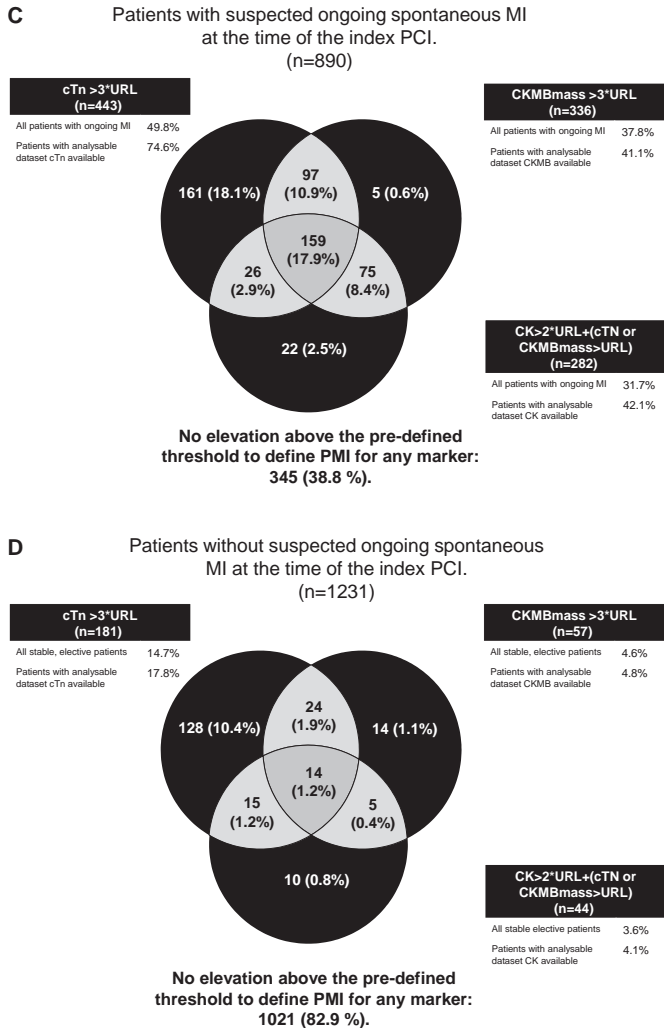 C
Patients with suspected ongoing spontaneous MI
at the time of the index PCI.
(n=890)
cTn >3*URL
(n=443)
All patients with ongoing MI 49.8%
Patients with analysable
dataset cTn available 74.6%
CKMBmass >3*URL
(n=336)
All patients with ongoing MI 37.8%
Patients with analysable
dataset CKMB available 41.1%
161 (18.1%)
97
(10.9%)
5 (0.6%)
159
(17.9%)
26
(2.9%)
75
(8.4%)
22 (2.5%)
CK>2*URL+(cTN or
CKMBmass>URL)
(n=282)
All patients with ongoing MI 31.7%
Patients with analysable
dataset CK available 42.1%
No elevation above the pre-defined
threshold to define PMI for any marker:
345 (38.8 %).
D
Patients without suspected ongoing spontaneous
MI at the time of the index PCI.
(n=1231)
cTn >3*URL
(n=181)
All stable, elective patients 14.7%
Patients with analysable
dataset cTn available 17.8%
CKMBmass >3*URL
(n=57)
All stable, elective patients 4.6%
Patients with analysable
dataset CKMB available 4.8%
128 (10.4%)
24
(1.9%)
14 (1.1%)
14
(1.2%)
15
(1.2%)
5
(0.4%)
10 (0.8%)
CK>2*URL+(cTN or
CKMBmass>URL)
(n=44)
All stable elective patients 3.6%
Patients with analysable
dataset CK available 4.1%
No elevation above the pre-defined
threshold to define PMI for any marker:
1021 (82.9 %).